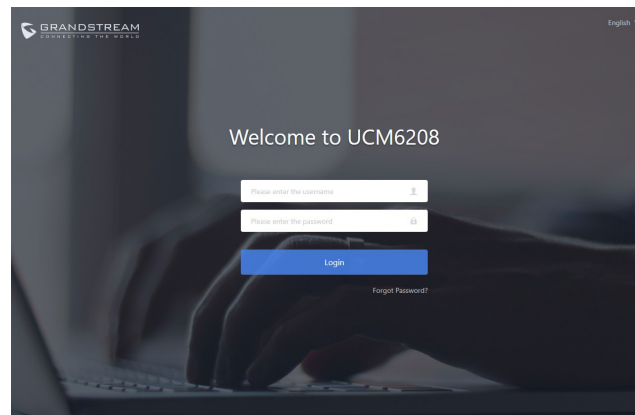 GRANDSTREAM
CONNECTING THE WORLD
English
Welcome to UCM6208
Please enter the username
Please enter the password
Login
Forgot Password?